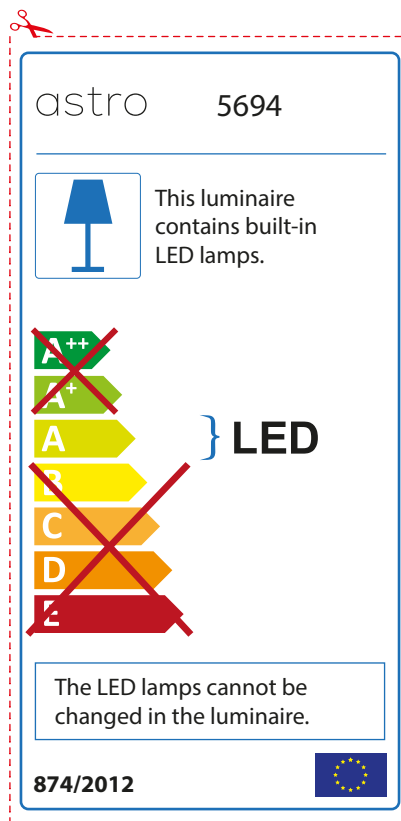 astro 5694
This luminaire
contains built-in
LED lamps.
A++
A+
A
} LED
B
C
D
E
The LED lamps cannot be
changed in the luminaire.
874/2012